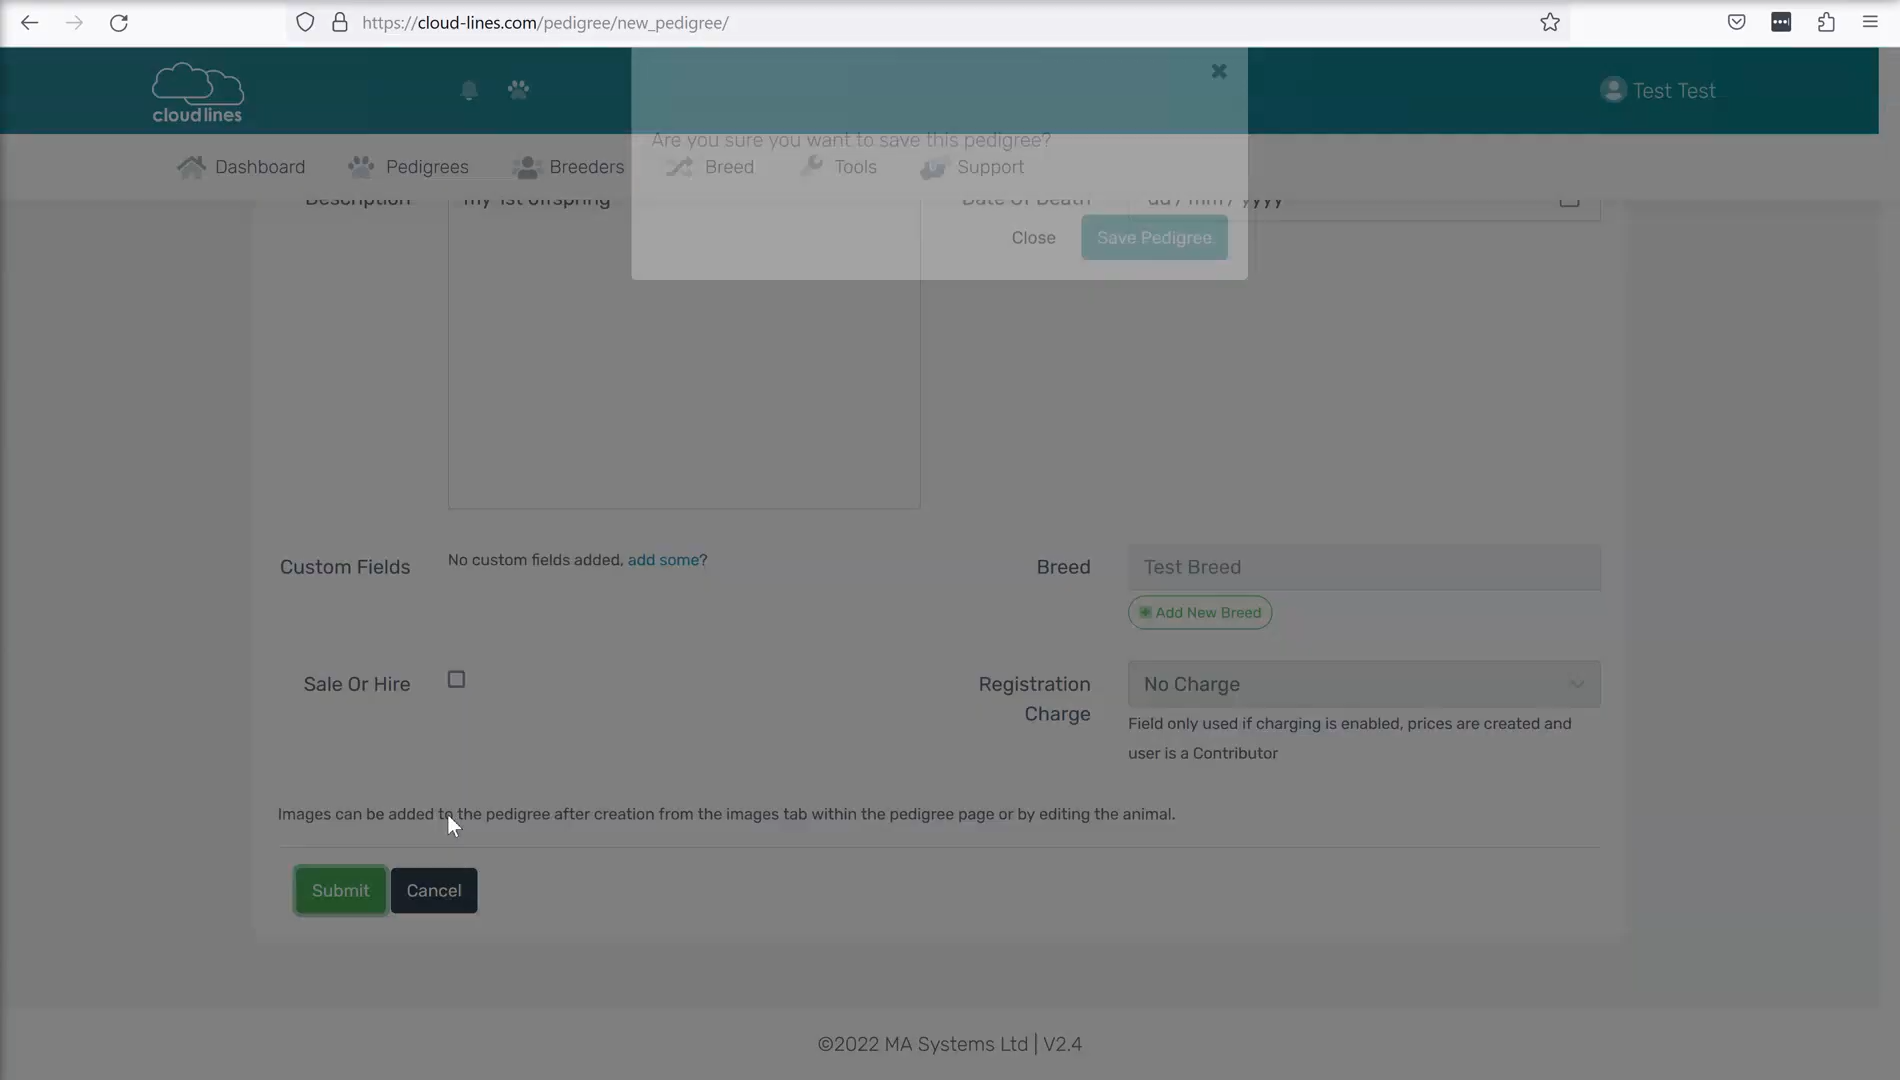 https://cloud-lines.com/pedigree/new_pedigree/
cloudlines
Test Test
Are you sure you want to save this pedigree?
Dashboard
Pedigrees
Breeders
Breed
Tools
Support
Description
my 1st offspring
Date Of Death
dd / mm / yyyy
Close
Save Pedigree
Custom Fields
No custom fields added, add some?
Breed
Test Breed
Add New Breed
Sale Or Hire
Registration
Charge
No Charge
Field only used if charging is enabled, prices are created and
user is a Contributor
Images can be added to the pedigree after creation from the images tab within the pedigree page or by editing the animal.
Submit
Cancel
©2022 MA Systems Ltd | V2.4